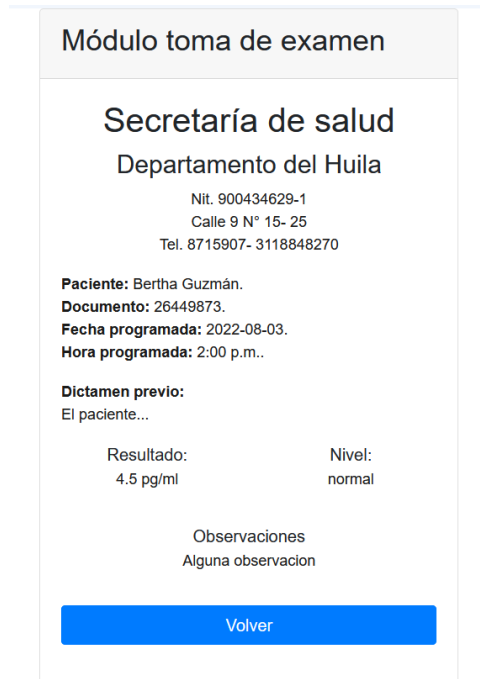 Módulo toma de examen
Secretaría de salud
Departamento del Huila
Nit. 900434629-1
Calle 9 N° 15- 25
Tel. 8715907- 3118848270
Paciente: Bertha Guzmán.
Documento: 26449873.
Fecha programada: 2022-08-03.
Hora programada: 2:00 p.m..
Dictamen previo:
El paciente...
Resultado: Nivel:
4.5 pg/ml normal
Observaciones
Alguna observacion
Volver